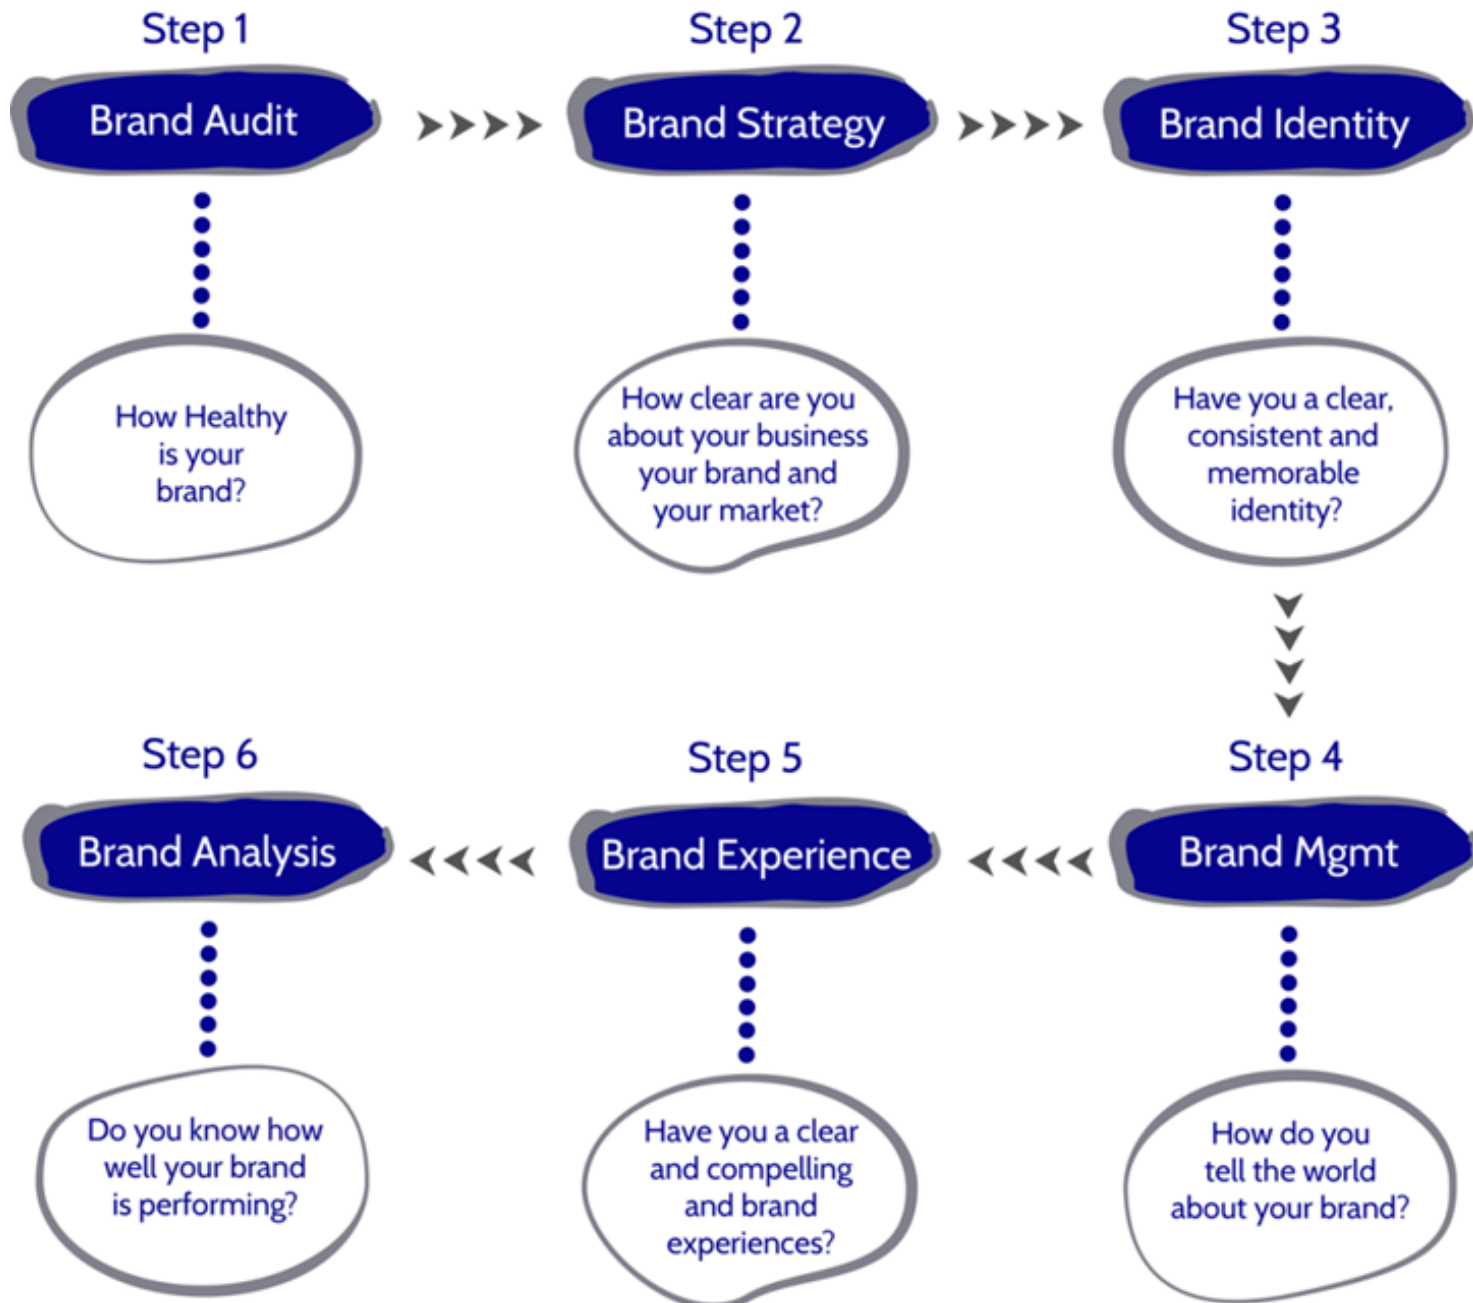 Step 1
Brand Audit
How Healthy
is your
brand?
Step 2
Brand Strategy
How clear are you
about your business
your brand and
your market?
Step 3
Brand Identity
Have you a clear,
consistent and
memorable
identity?
Step 4
Brand Mgmt
How do you
tell the world
about your brand?
Step 5
Brand Experience
Have you a clear
and compelling
and brand
experiences?
Step 6
Brand Analysis
Do you know how
well your brand
is performing?